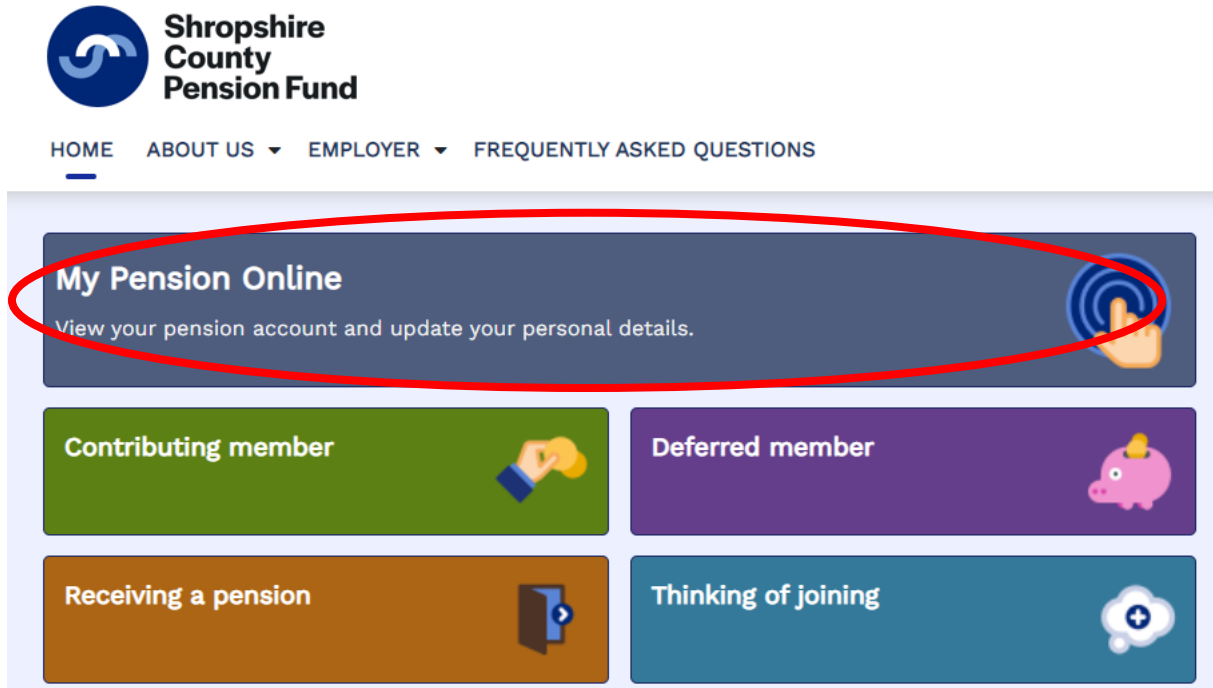 Shropshire
County
Pension Fund
HOME ABOUT US EMPLOYER FREQUENTLY ASKED QUESTIONS
My Pension Online
View your pension account and update your personal details.
Contributing member
Deferred member
Receiving a pension
Thinking of joining